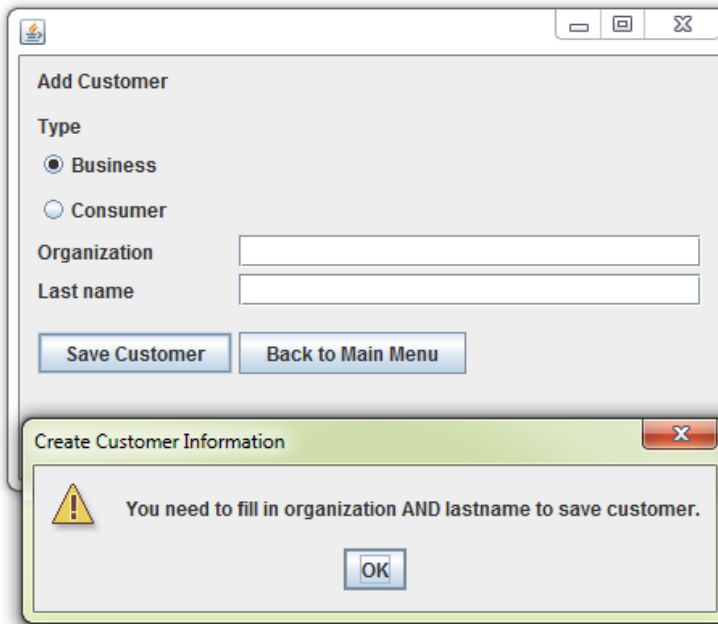 Add Customer
Type
Business
Consumer
Organization
Last name
Save Customer Back to Main Menu
Create Customer Information
You need to fill in organization AND lastname to save customer.
OK